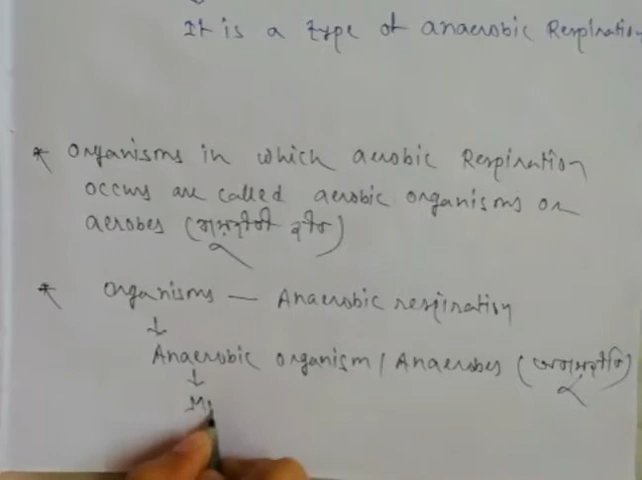 It is a type of anaerobic Respiration
* Organisms in which aerobic Respiration
occurs are called aerobic organisms or
aerobes (
* Organisms — Anaerobic respiration
↓
Anaerobic organism / Anaerobes (
↓
Mi